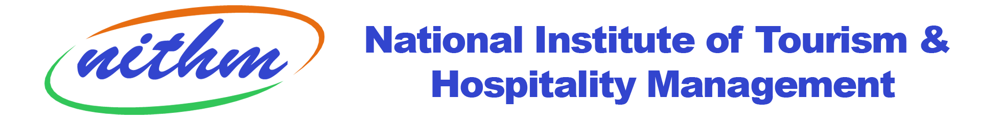 nithm
National Institute of Tourism &
Hospitality Management